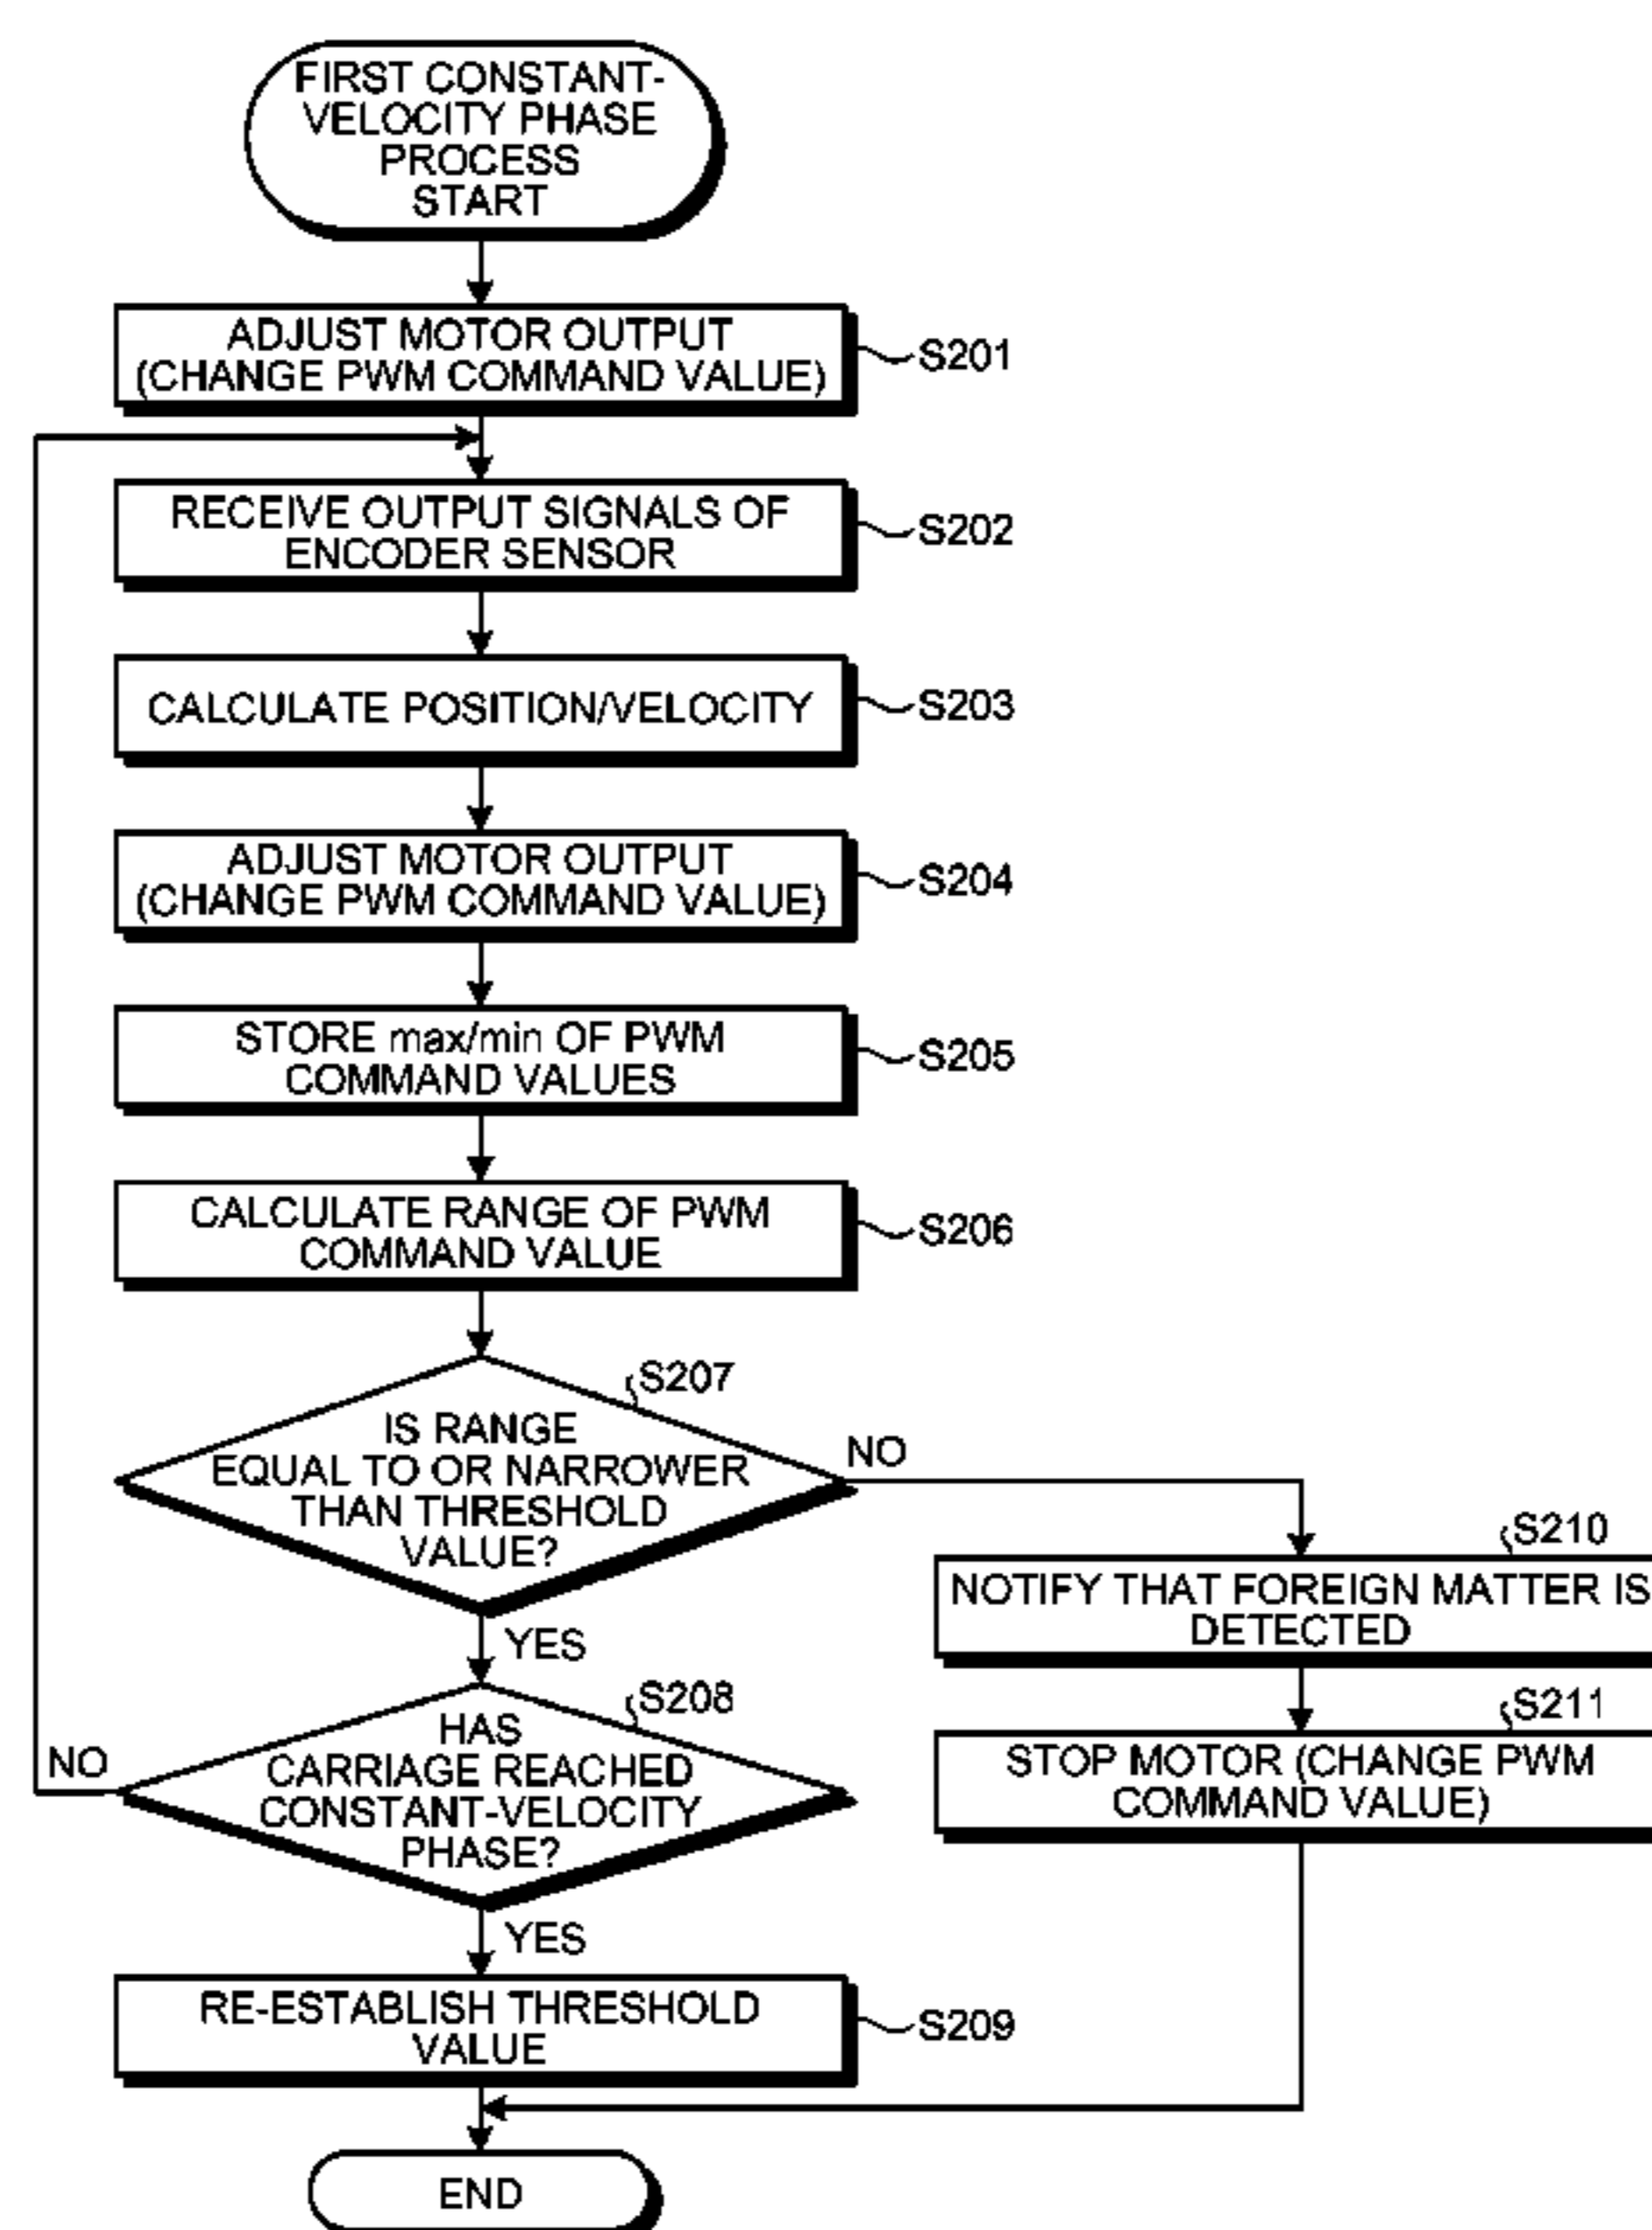 FIRST CONSTANT-
VELOCITY PHASE
PROCESS
START
ADJUST MOTOR OUTPUT
(CHANGE PWM COMMAND VALUE)
S201
RECEIVE OUTPUT SIGNALS OF
ENCODER SENSOR
S202
CALCULATE POSITION/VELOCITY
S203
ADJUST MOTOR OUTPUT
(CHANGE PWM COMMAND VALUE)
S204
STORE max/min OF PWM
COMMAND VALUES
S205
CALCULATE RANGE OF PWM
COMMAND VALUE
S206
S207
IS RANGE
EQUAL TO OR NARROWER
THAN THRESHOLD
VALUE?
NO
YES
S210
NOTIFY THAT FOREIGN MATTER IS
DETECTED
S211
STOP MOTOR (CHANGE PWM
COMMAND VALUE)
S208
HAS
CARRIAGE REACHED
CONSTANT-VELOCITY
PHASE?
NO
YES
RE-ESTABLISH THRESHOLD
VALUE
S209
END